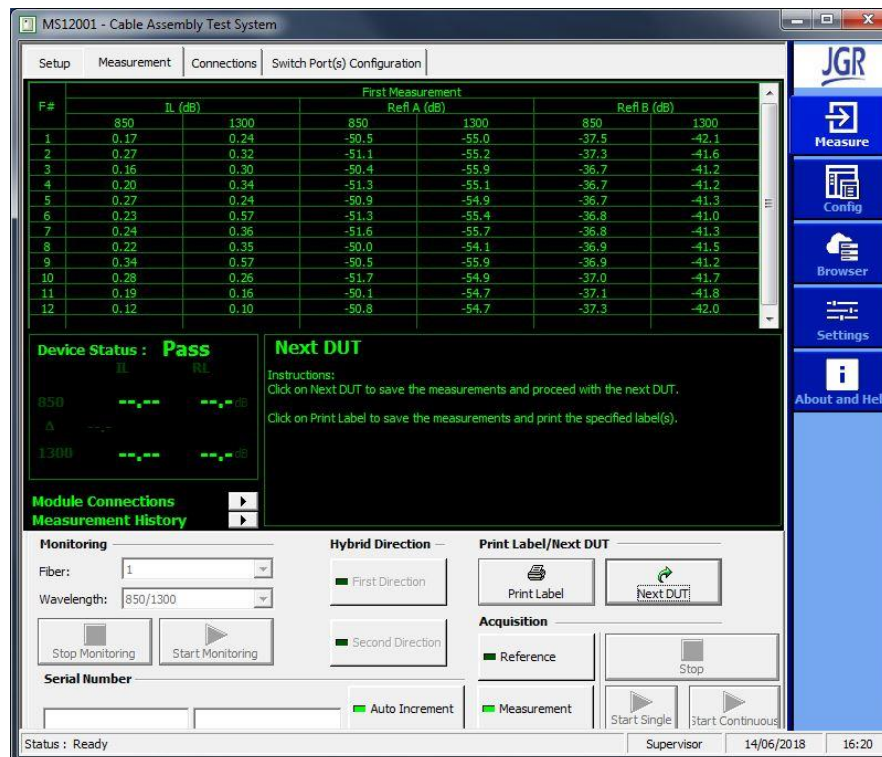 MS12001 - Cable Assembly Test System
JGR
Setup Measurement Connections Switch Port(s) Configuration
First Measurement
F# IL (dB) Refl A (dB) Refl B (dB)
850 1300 850 1300 850 1300
1 0.17 0.24 -50.5 -55.0 -37.5 -42.1
2 0.27 0.32 -51.1 -55.2 -37.3 -41.6
3 0.16 0.30 -50.4 -55.9 -36.7 -41.2
4 0.20 0.34 -51.3 -55.1 -36.7 -41.2
5 0.27 0.24 -50.9 -54.9 -36.7 -41.3
6 0.23 0.57 -51.3 -55.4 -36.8 -41.0
7 0.24 0.36 -51.6 -55.7 -36.8 -41.3
8 0.22 0.35 -50.0 -54.1 -36.9 -41.5
9 0.34 0.57 -50.5 -55.9 -36.9 -41.2
10 0.28 0.26 -51.7 -54.9 -37.0 -41.7
11 0.19 0.16 -50.1 -54.7 -37.1 -41.8
12 0.12 0.10 -50.8 -54.7 -37.3 -42.0
Measure
Config
Browser
Settings
About and Hel
Device Status : Pass
IL RL
850 --.-- --.- dB
Δ --.-
1300 --.-- --.- dB
Next DUT
Instructions:
Click on Next DUT to save the measurements and proceed with the next DUT.
Click on Print Label to save the measurements and print the specified label(s).
Module Connections
Measurement History
Monitoring
Fiber: 1
Wavelength: 850/1300
Stop Monitoring Start Monitoring
Hybrid Direction
First Direction
Second Direction
Print Label/Next DUT
Print Label Next DUT
Acquisition
Reference Stop
Serial Number
Auto Increment Measurement Start Single Start Continuous
Status : Ready Supervisor 14/06/2018 16:20